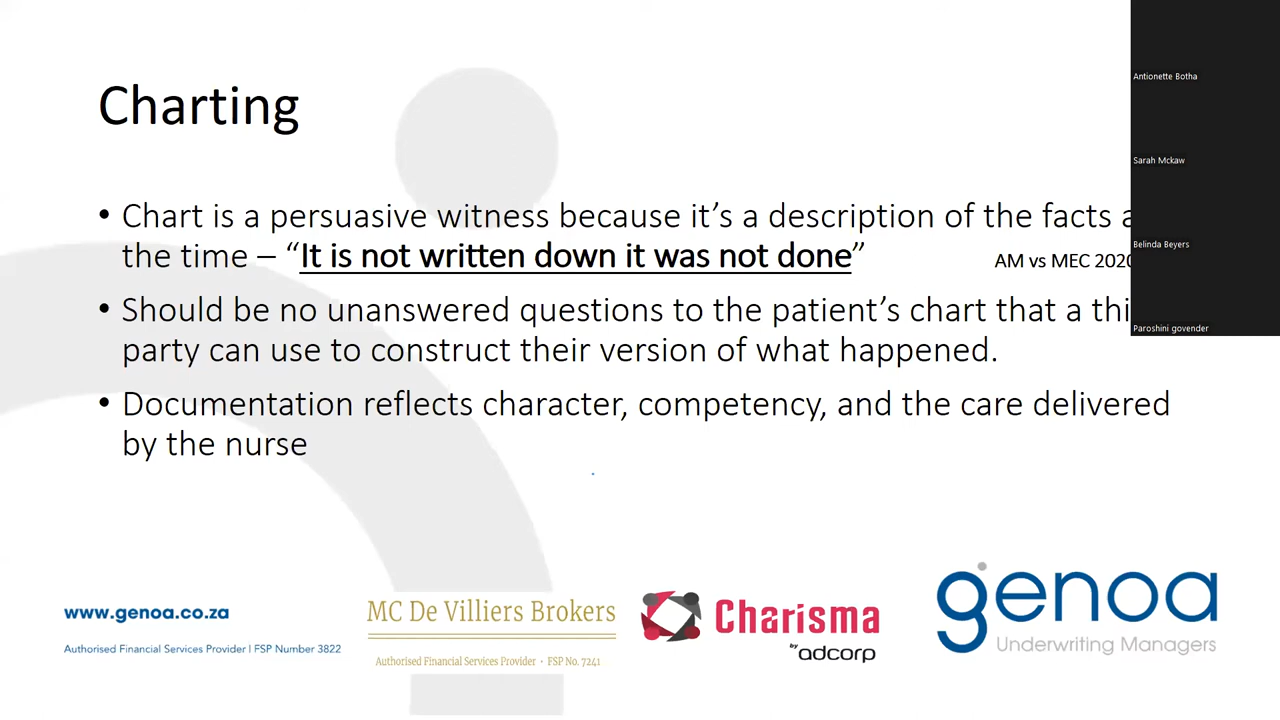 Charting
• Chart is a persuasive witness because it’s a description of the facts
the time – “It is not written down it was not done” AM vs MEC 2020
• Should be no unanswered questions to the patient’s chart that a
party can use to construct their version of what happened.
• Documentation reflects character, competency, and the care delivered
by the nurse
Antionette Botha
Sarah Mckaw
Belinda Beyers
Paroshini govender
www.genoa.co.za
Authorised Financial Services Provider | FSP Number 3822
MC De Villiers Brokers
Authorised Financial Services Provider • FSP No. 7241
Charisma
by adcorp
genoa
Underwriting Managers